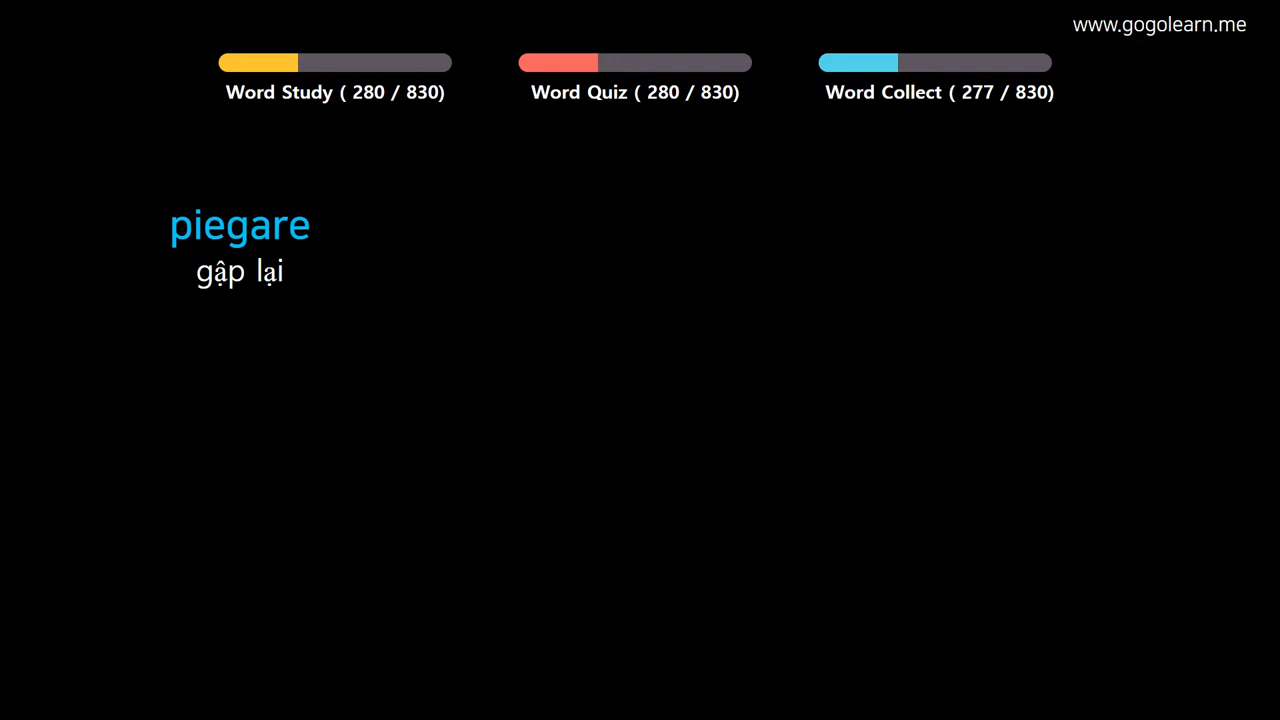 www.gogolearn.me
Word Study ( 280 / 830)
Word Quiz ( 280 / 830)
Word Collect ( 277 / 830)
piegare
gập lại